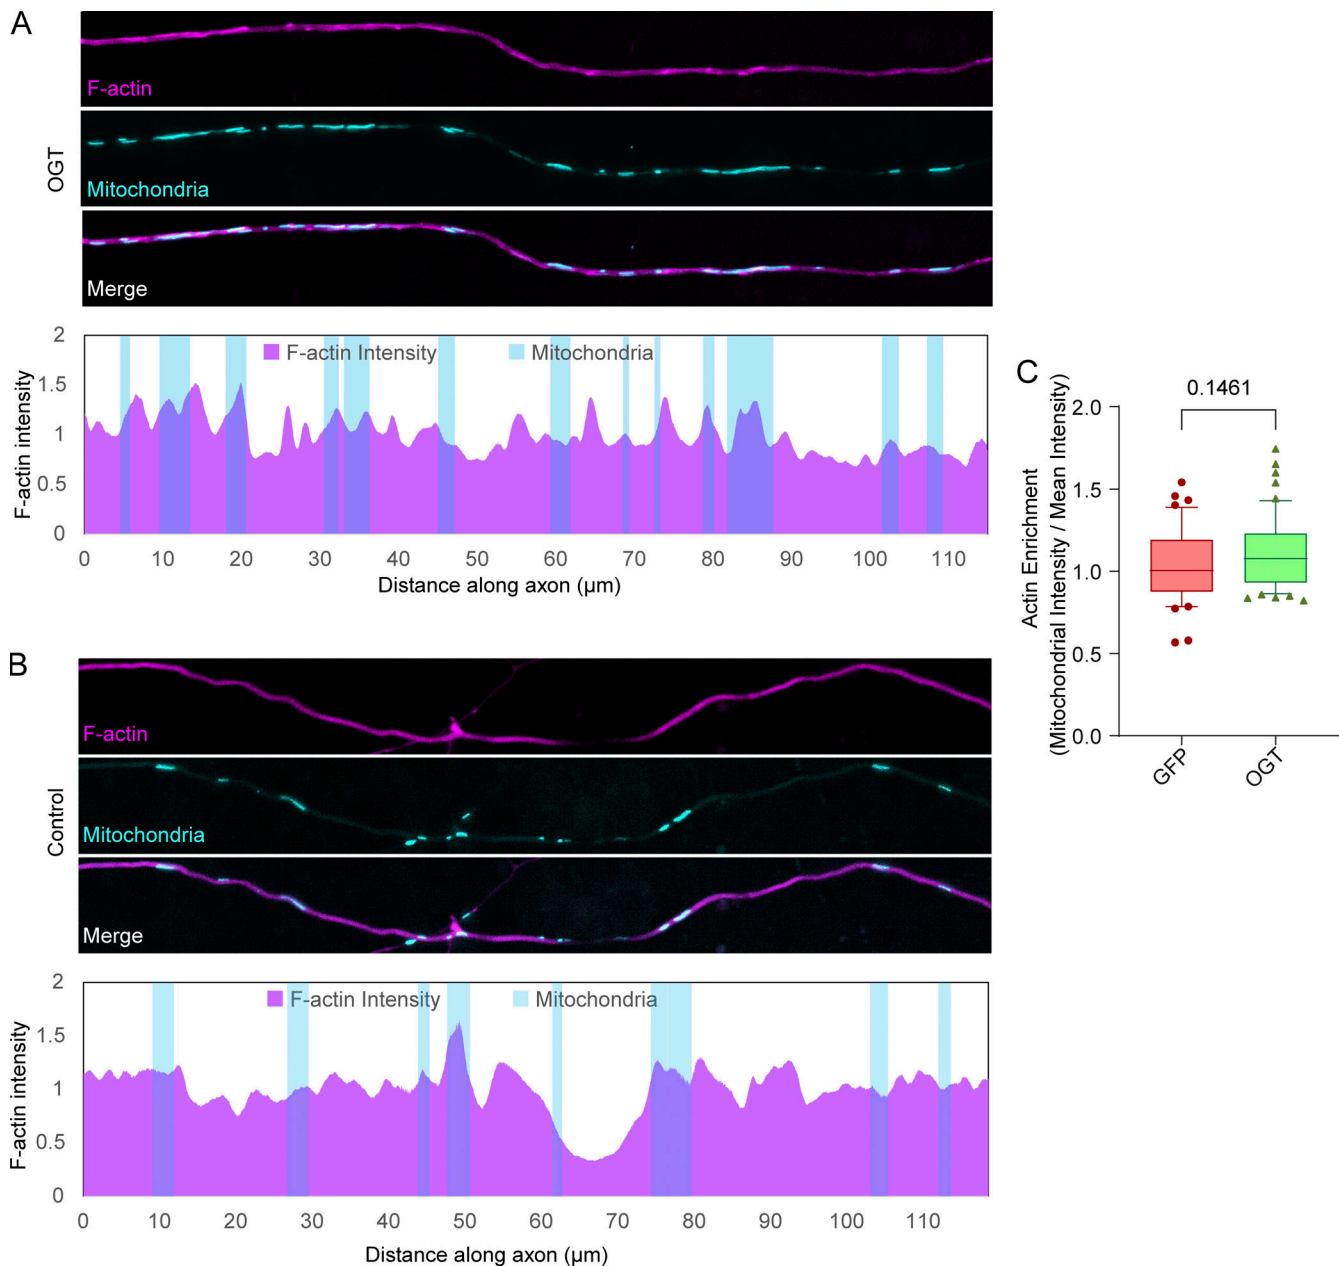 A
F-actin
OGT
Mitochondria
Merge
F-actin Intensity
Mitochondria
F-actin intensity
2
1.5
1
0.5
0
0 10 20 30 40 50 60 70 80 90 100 110
Distance along axon (µm)
B
F-actin
Control
Mitochondria
Merge
F-actin Intensity
Mitochondria
F-actin intensity
2
1.5
1
0.5
0
0 10 20 30 40 50 60 70 80 90 100 110
Distance along axon (µm)
C
0.1461
Actin Enrichment
(Mitochondrial Intensity / Mean Intensity)
2.0
1.5
1.0
0.5
0.0
GFP
OGT